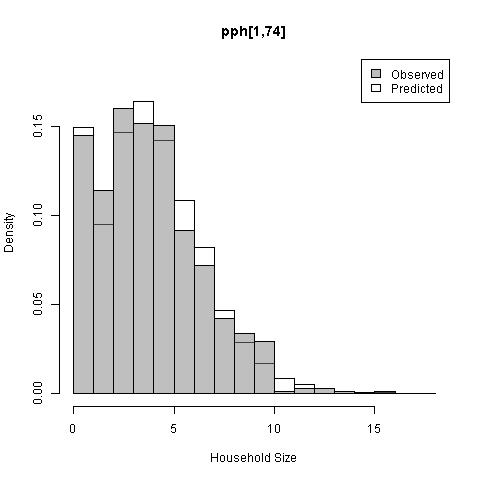 pph[1,74]
Observed
Predicted
Density
0.15
0.10
0.05
0.00
0 5 10 15
Household Size